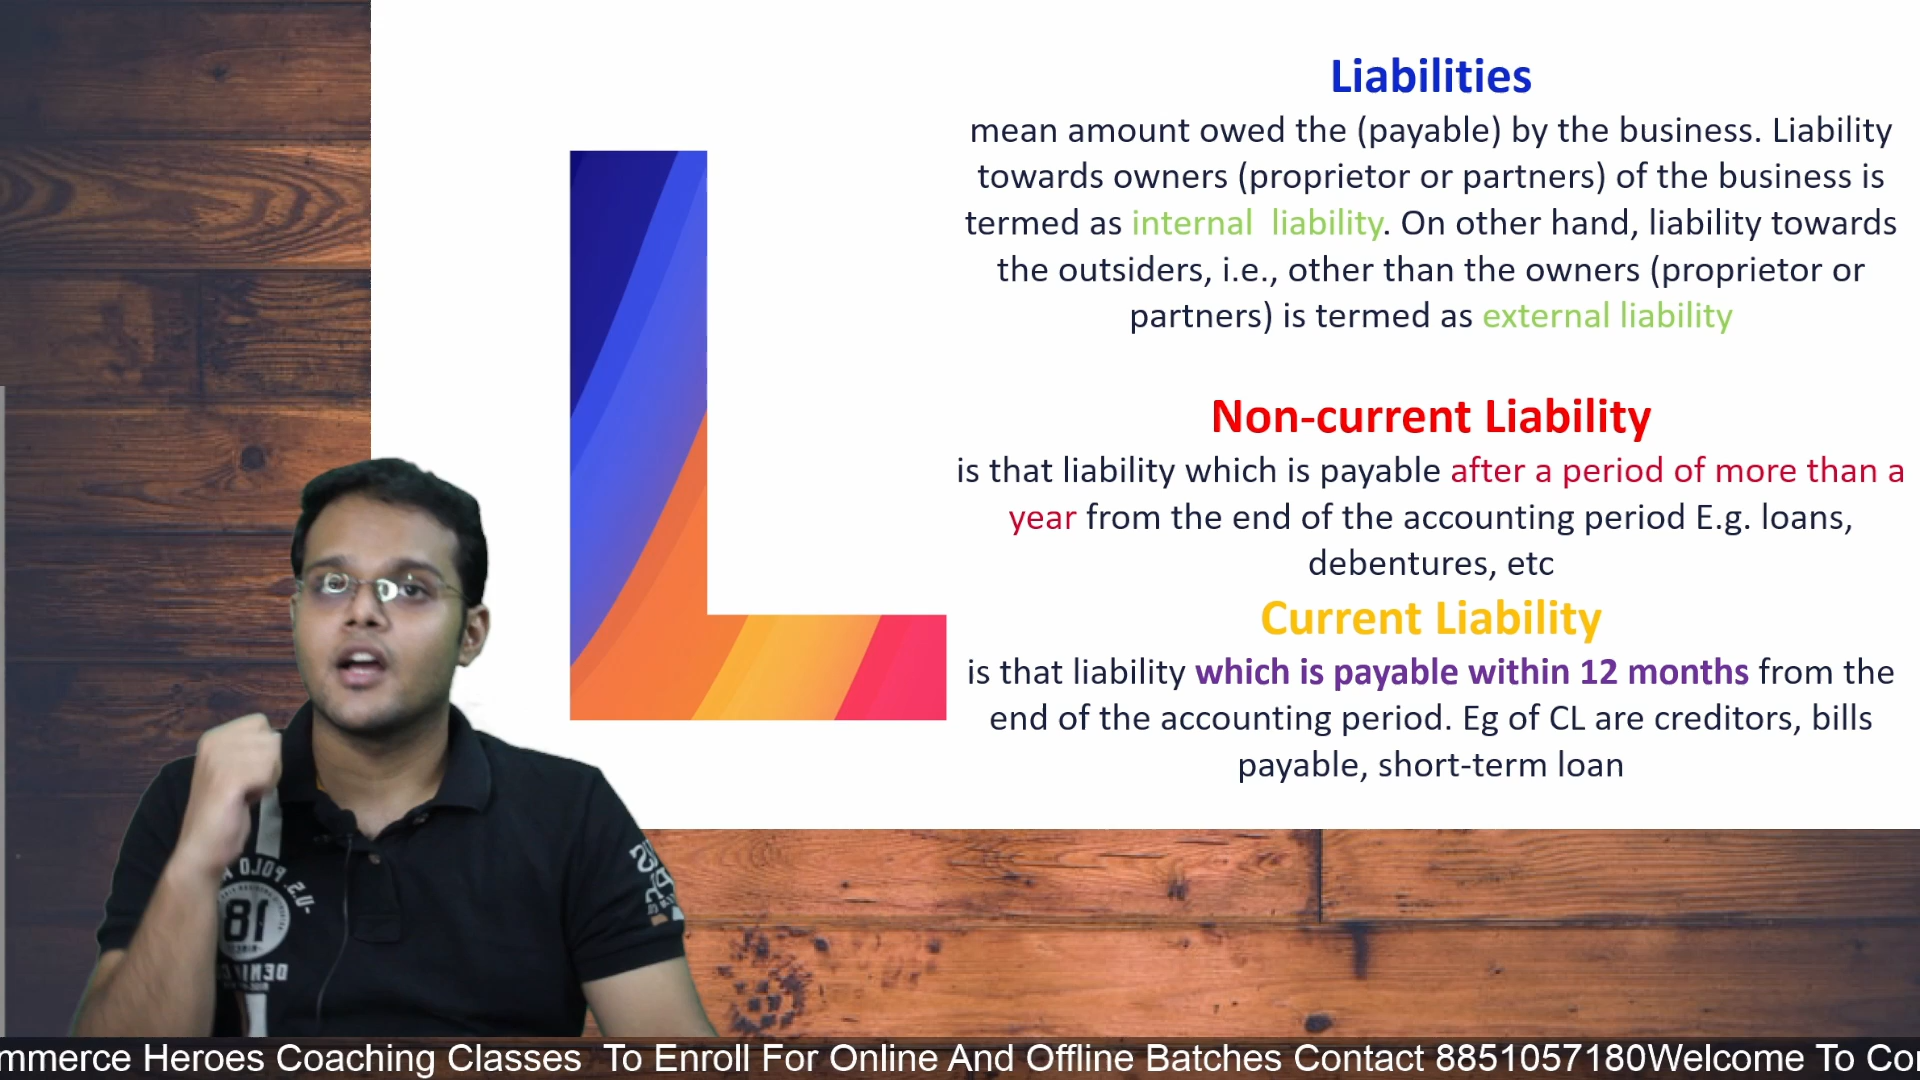 Liabilities
mean amount owed the (payable) by the business. Liability
towards owners (proprietor or partners) of the business is
termed as internal liability. On other hand, liability towards
the outsiders, i.e., other than the owners (proprietor or
partners) is termed as external liability
Non-current Liability
is that liability which is payable after a period of more than a
year from the end of the accounting period E.g. loans,
debentures, etc
Current Liability
is that liability which is payable within 12 months from the
end of the accounting period. Eg of CL are creditors, bills
payable, short-term loan
L
U.S. POLO
18
DENIM
mmerce Heroes Coaching Classes To Enroll For Online And Offline Batches Contact 8851057180Welcome To Co